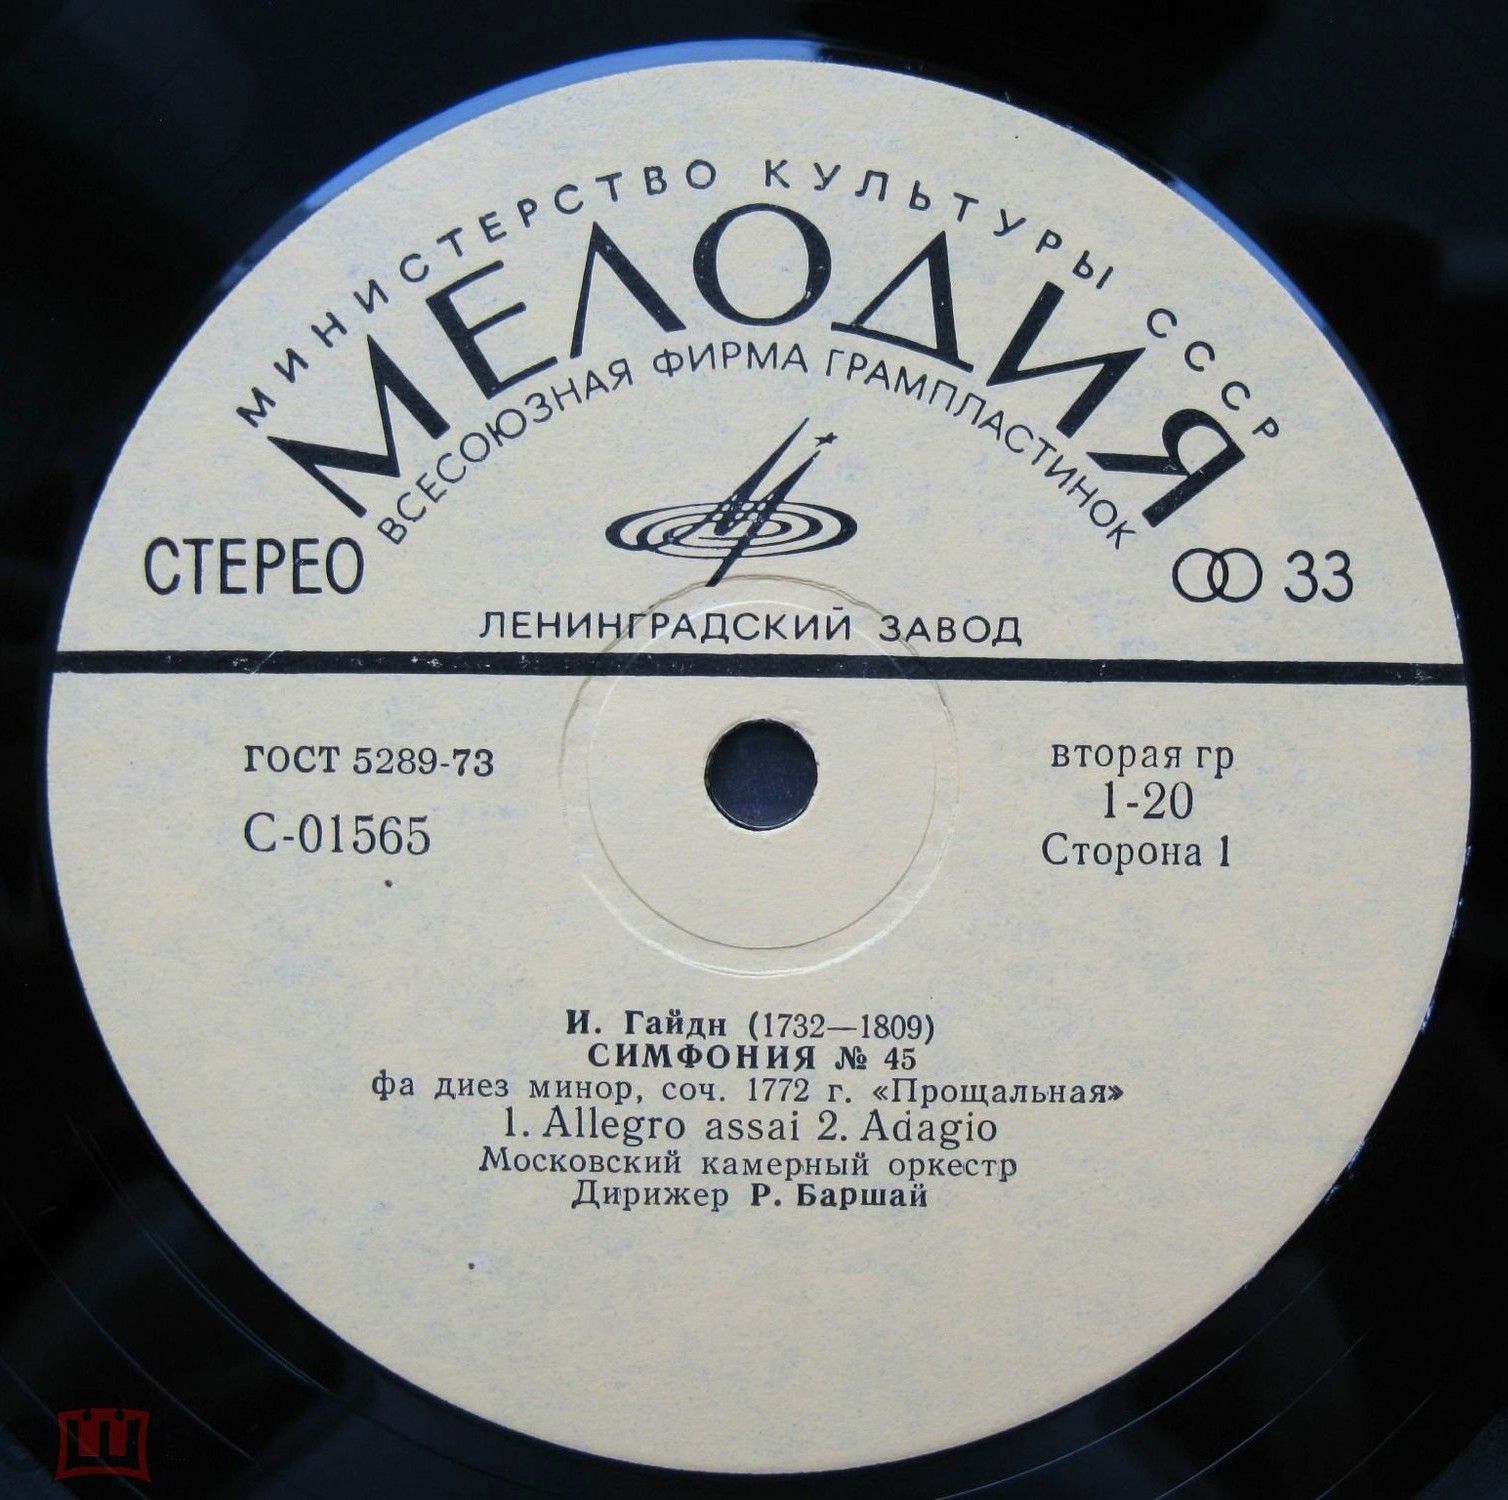 МИНИСТЕРСТВО КУЛЬТУРЫ СССР
МЕЛОДИЯ
ВСЕСОЮЗНАЯ ФИРМА ГРАМПЛАСТИНОК
СТЕРЕО
33
ЛЕНИНГРАДСКИЙ ЗАВОД
ГОСТ 5289-73
С-01565
вторая гр
1-20
Сторона 1
И. Гайдн (1732—1809)
СИМФОНИЯ № 45
фа диез минор, соч. 1772 г. «Прощальная»
1. Allegro assai 2. Adagio
Московский камерный оркестр
Дирижер Р. Баршай